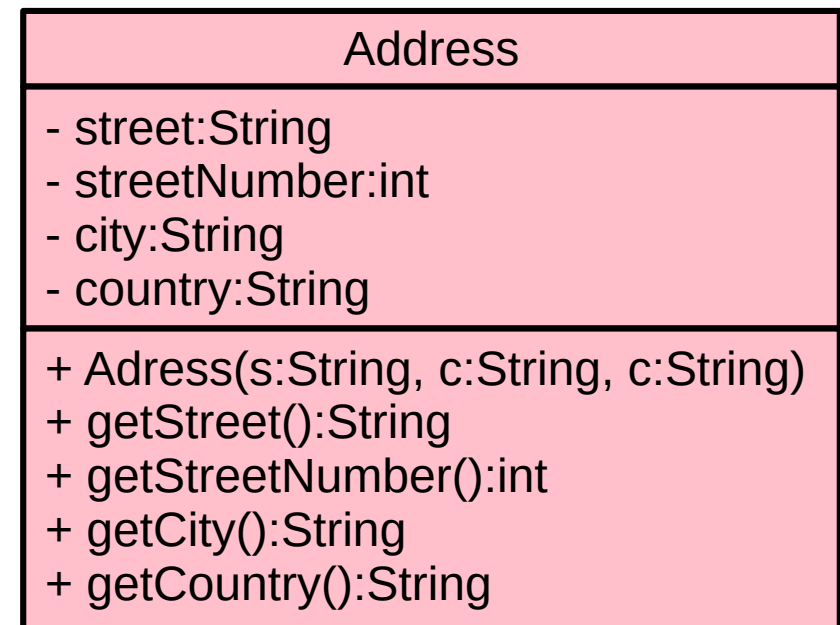 Address
- street:String
- streetNumber:int
- city:String
- country:String
+ Adress(s:String, c:String, c:String)
+ getStreet():String
+ getStreetNumber():int
+ getCity():String
+ getCountry():String